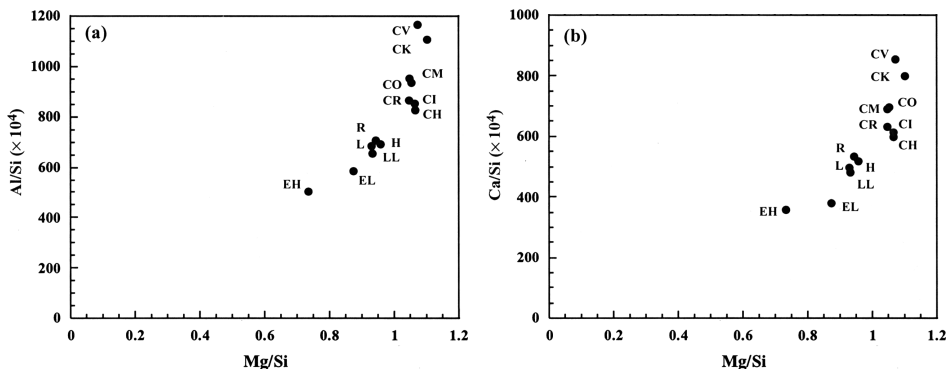 (a)
Al/Si (× 10⁴)
1200
1000
800
600
400
200
0
CV
CK
CM
CO
CR
CI
CH
R
H
L
LL
EL
EH
0 0.2 0.4 0.6 0.8 1 1.2
Mg/Si
(b)
Ca/Si (× 10⁴)
1000
800
600
400
200
0
CV
CK
CO
CM
CR
CI
CH
R
H
L
LL
EL
EH
0 0.2 0.4 0.6 0.8 1 1.2
Mg/Si